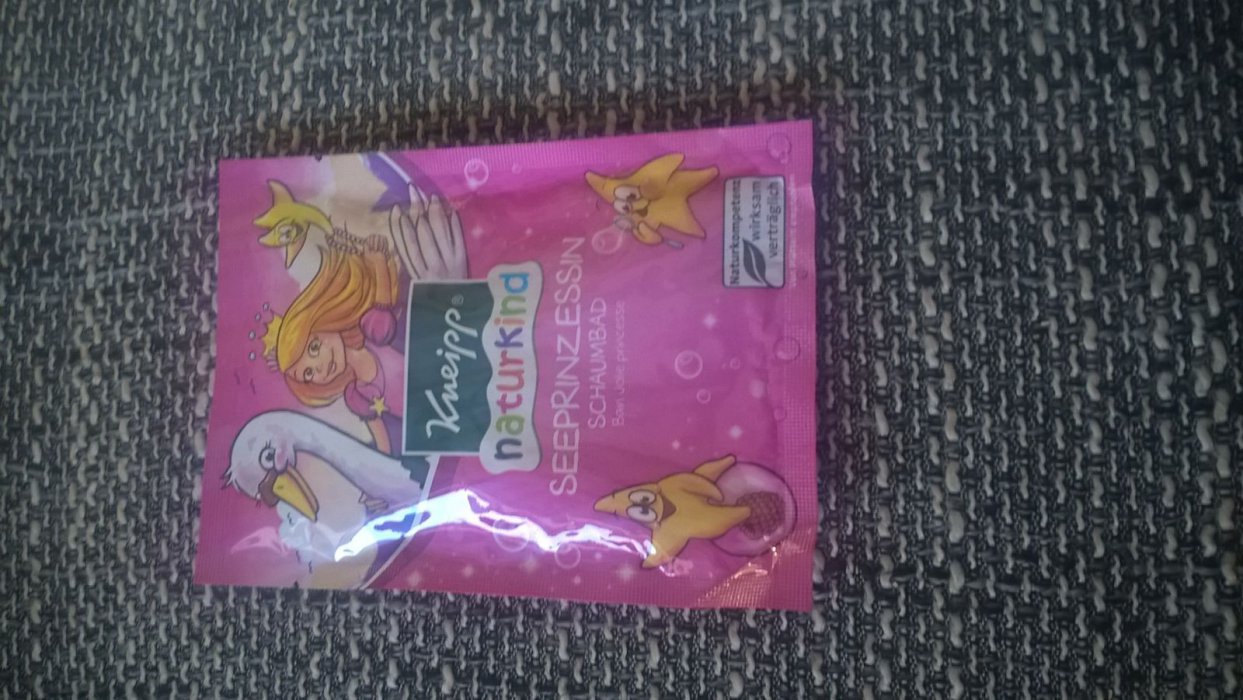 Kneipp®
naturkind
SEEPRINZESSIN
SCHAUMBAD
Bain Jolie princesse
Naturkompetenz
wirksam
verträglich